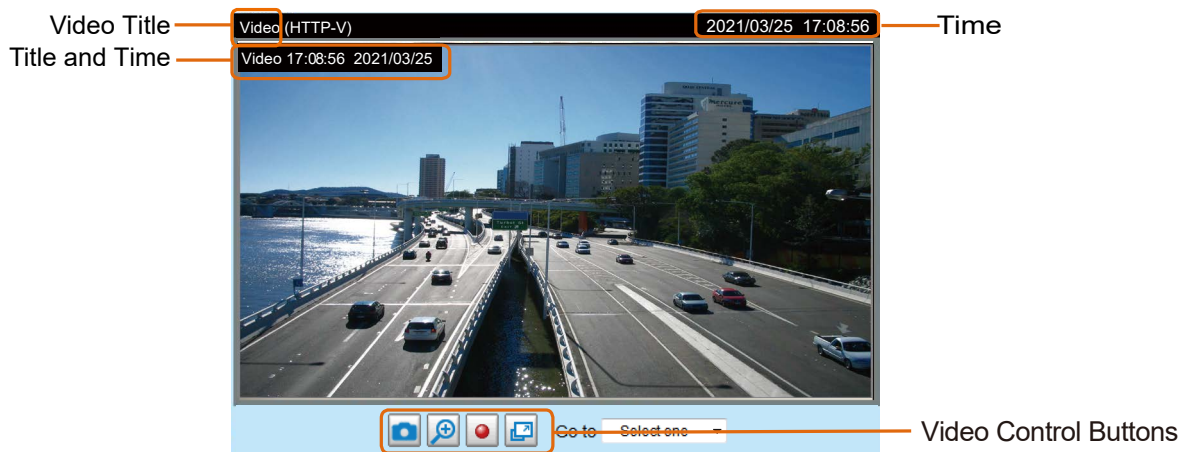 Video Title
Video (HTTP-V)
2021/03/25 17:08:56
Time
Title and Time
Video 17:08:56 2021/03/25
Mercure
Go to
Select one
Video Control Buttons